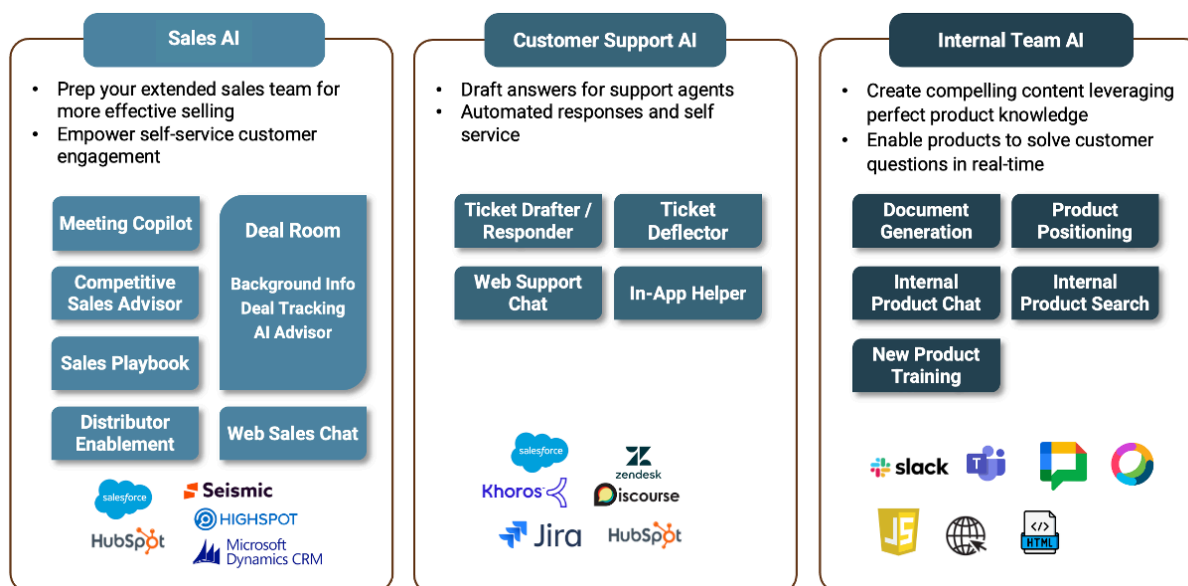 Sales AI
• Prep your extended sales team for
more effective selling
• Empower self-service customer
engagement
Meeting Copilot
Competitive
Sales Advisor
Sales Playbook
Distributor
Enablement
Deal Room
Background Info
Deal Tracking
AI Advisor
Web Sales Chat
salesforce
HubSpot
Seismic
HIGHSPOT
Microsoft
Dynamics CRM
Customer Support AI
• Draft answers for support agents
• Automated responses and self
service
Ticket Drafter /
Responder
Ticket
Deflector
Web Support
Chat
In-App Helper
salesforce
zendesk
Khoros
Discourse
Jira
HubSpot
Internal Team AI
• Create compelling content leveraging
perfect product knowledge
• Enable products to solve customer
questions in real-time
Document
Generation
Product
Positioning
Internal
Product Chat
Internal
Product Search
New Product
Training
slack
T
JS
</>
HTML